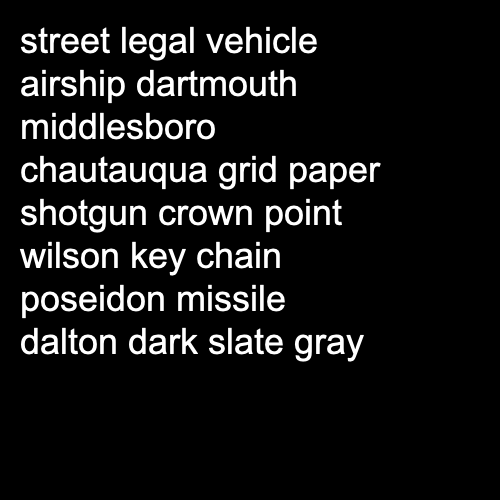 street legal vehicle
airship dartmouth
middlesboro
chautauqua grid paper
shotgun crown point
wilson key chain
poseidon missile
dalton dark slate gray